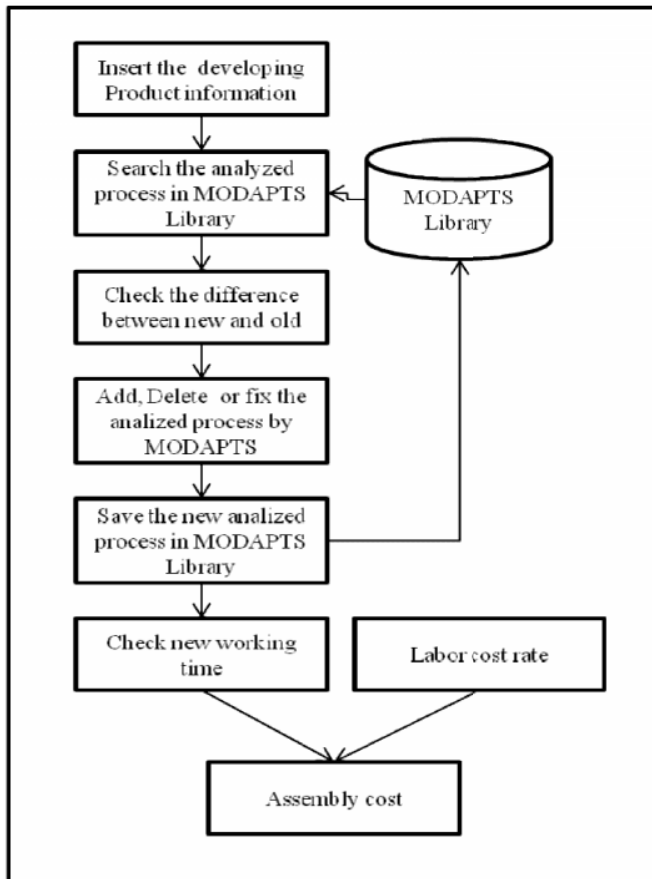 Insert the developing
Product information
Search the analyzed
process in MODAPTS
Library
MODAPTS
Library
Check the difference
between new and old
Add, Delete or fix the
analized process by
MODAPTS
Save the new analized
process in MODAPTS
Library
Check new working
time
Labor cost rate
Assembly cost